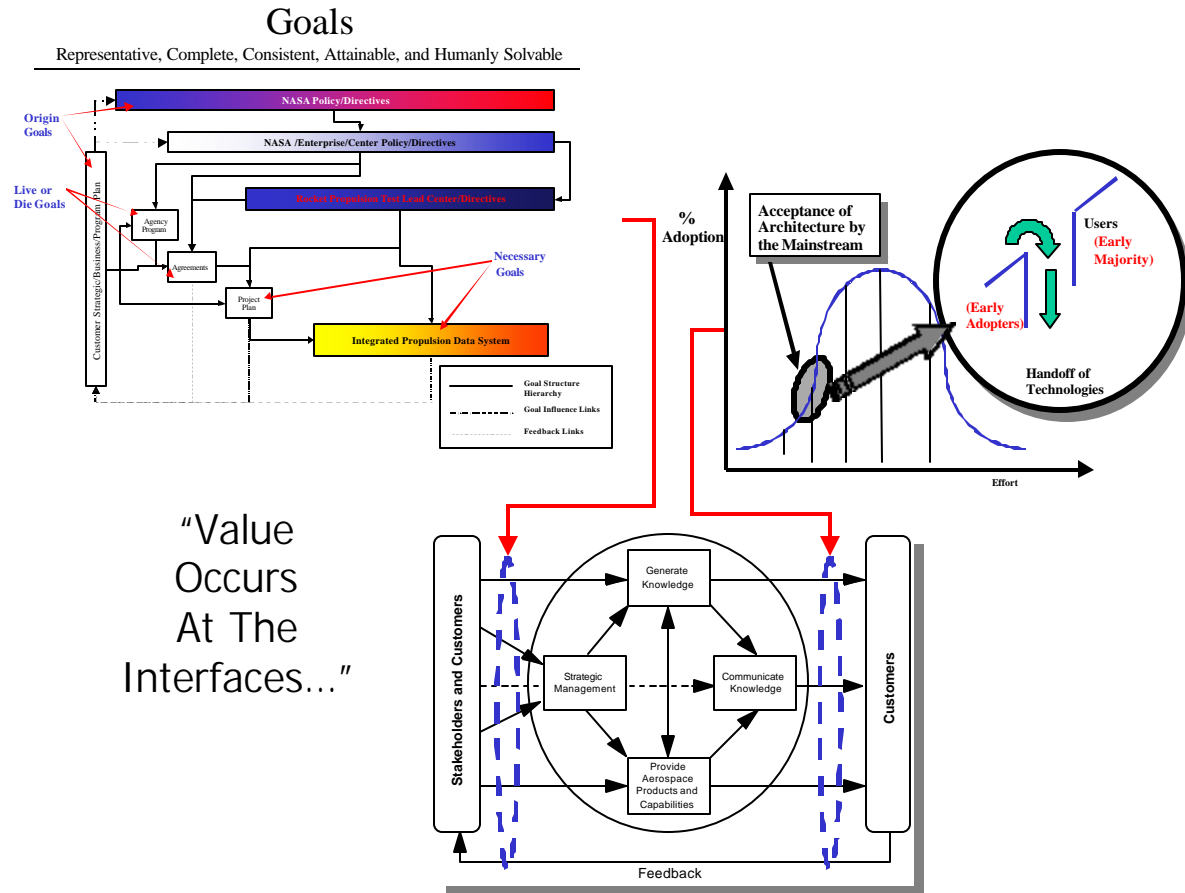 Goals
Representative, Complete, Consistent, Attainable, and Humanly Solvable
NASA Policy/Directives
Origin
Goals
NASA /Enterprise/Center Policy/Directives
Live or
Die Goals
Rocket Propulsion Test Lead Center/Directives
Customer Strategic/Business/Program Plan
Agency
Program
Agreements
Necessary
Goals
Project
Plan
Integrated Propulsion Data System
Goal Structure
Hierarchy
Goal Influence Links
Feedback Links
%
Adoption
Acceptance of
Architecture by
the Mainstream
Users
(Early
Majority)
(Early
Adopters)
Handoff of
Technologies
Effort
"Value
Occurs
At The
Interfaces..."
Stakeholders and Customers
Generate
Knowledge
Strategic
Management
Communicate
Knowledge
Provide
Aerospace
Products and
Capabilities
Customers
Feedback